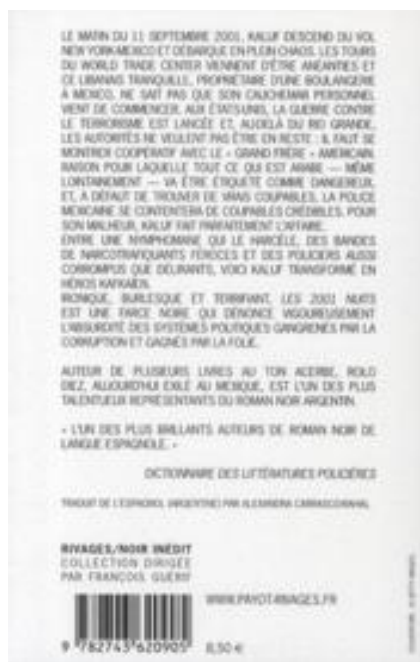 LE MATIN DU 11 SEPTEMBRE 2001, KALUF DESCEND DU VOL
NEW YORK-MEXICO ET DÉBARQUE EN PLEIN CHAOS. LES TOURS
DU WORLD TRADE CENTER VIENNENT D'ÊTRE ANÉANTIES ET
CE LIBANAIS TRANQUILLE, PROPRIÉTAIRE D'UNE BOULANGERIE
À MEXICO, NE SAIT PAS QUE SON CAUCHEMAR PERSONNEL
VIENT DE COMMENCER. AUX ÉTATS-UNIS, LA GUERRE CONTRE
LE TERRORISME EST LANCÉE ET, AU-DELÀ DU RIO GRANDE,
LES AUTORITÉS NE VEULENT PAS ÊTRE EN RESTE : IL FAUT SE
MONTRER COOPÉRATIF AVEC LE « GRAND FRÈRE » AMÉRICAIN.
RAISON POUR LAQUELLE TOUT CE QUI EST ARABE — MÊME
LOINTAINEMENT — VA ÊTRE ÉTIQUETÉ COMME DANGEREUX,
ET, À DÉFAUT DE TROUVER DE VRAIS COUPABLES, LA POLICE
MEXICAINE SE CONTENTERA DE COUPABLES CRÉDIBLES. POUR
SON MALHEUR, KALUF FAIT PARFAITEMENT L'AFFAIRE.
ENTRE UNE NYMPHOMANE QUI LE HARCÈLE, DES BANDES
DE NARCOTRAFIQUANTS FÉROCES ET DES POLICIERS AUSSI
CORROMPUS QUE DÉLIRANTS, VOICI KALUF TRANSFORMÉ EN
HÉROS KAFKAÏEN.
IRONIQUE, BURLESQUE ET TERRIFIANT, LES 2001 NUITS
EST UNE FARCE NOIRE QUI DÉNONCE VIGOUREUSEMENT
L'ABSURDITÉ DES SYSTÈMES POLITIQUES GANGRENÉS PAR LA
CORRUPTION ET GAGNÉS PAR LA FOLIE.
AUTEUR DE PLUSIEURS LIVRES AU TON ACERBE, ROLO
DIEZ, AUJOURD'HUI EXILÉ AU MEXIQUE, EST L'UN DES PLUS
TALENTUEUX REPRÉSENTANTS DU ROMAN NOIR ARGENTIN.
« L'UN DES PLUS BRILLANTS AUTEURS DE ROMAN NOIR DE
LANGUE ESPAGNOLE. »
DICTIONNAIRE DES LITTÉRATURES POLICIÈRES
TRADUIT DE L'ESPAGNOL (ARGENTINE) PAR ALEXANDRA CARRASCO-RAHAL
RIVAGES/NOIR INÉDIT
COLLECTION DIRIGÉE
PAR FRANÇOIS GUÉRIF
WWW.PAYOT-RIVAGES.FR
9 782743 620905
8,50 €